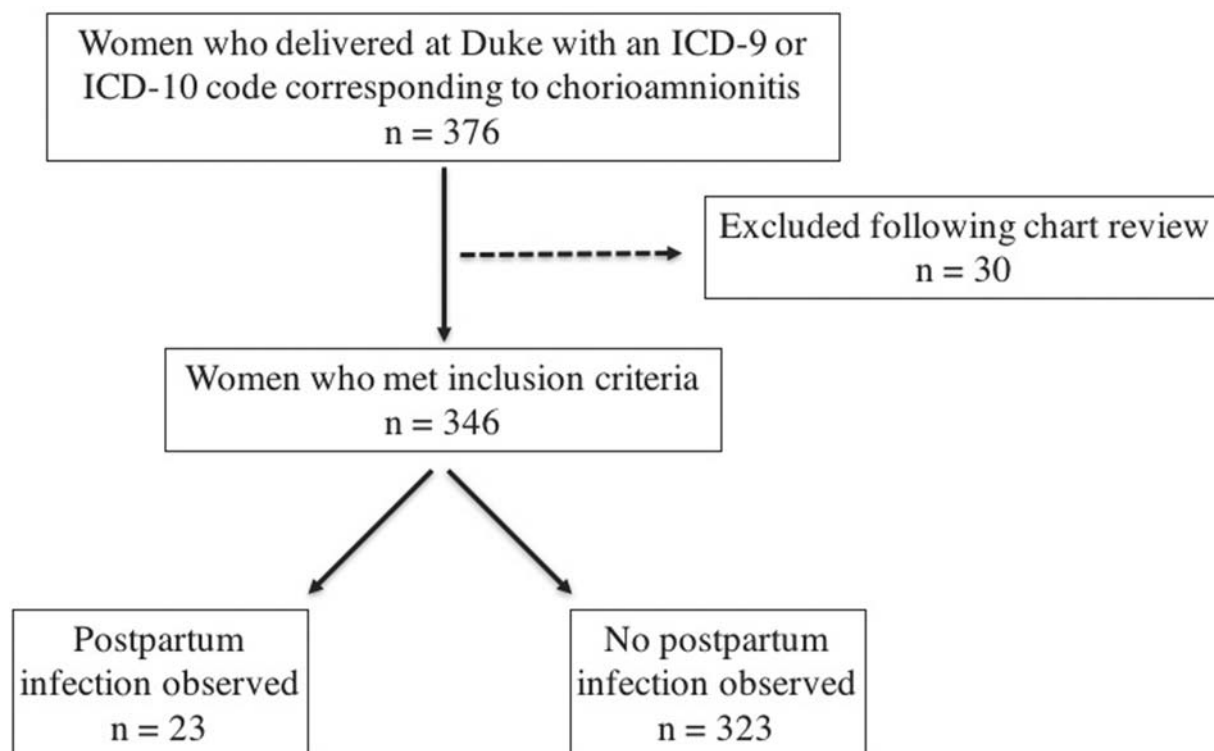 Women who delivered at Duke with an ICD-9 or
ICD-10 code corresponding to chorioamnionitis
n = 376
Excluded following chart review
n = 30
Women who met inclusion criteria
n = 346
Postpartum
infection observed
n = 23
No postpartum
infection observed
n = 323